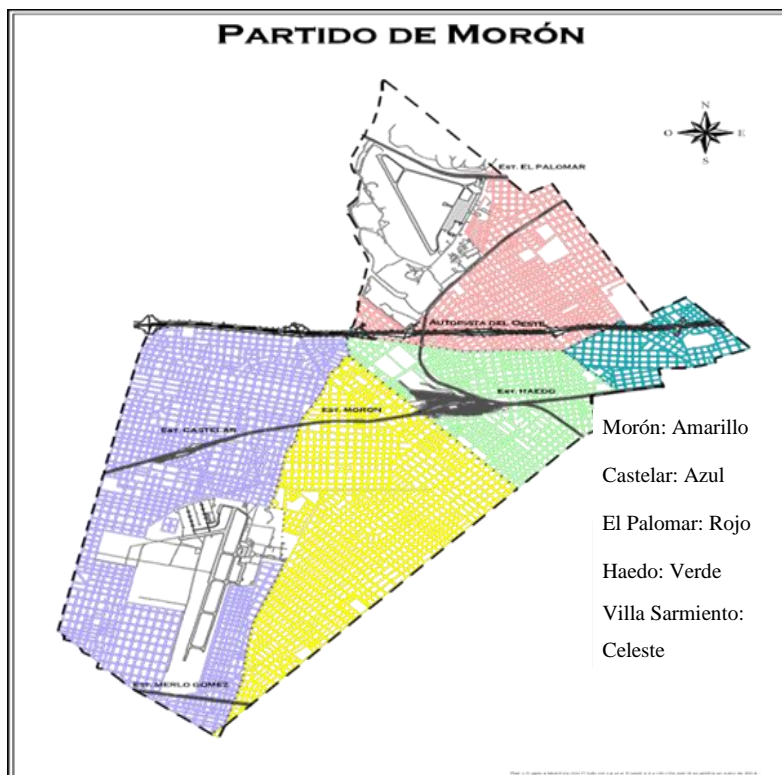 PARTIDO DE MORÓN
N
O E
S
EST. EL PALOMAR
AUTOPISTA DEL OESTE
EST. HAEDO
EST. MORÓN
EST. CASTELAR
EST. MERLO GOMEZ
Morón: Amarillo
Castelar: Azul
El Palomar: Rojo
Haedo: Verde
Villa Sarmiento:
Celeste